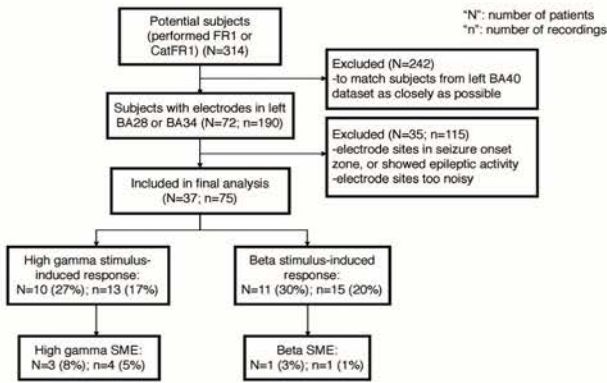 Potential subjects
(performed FR1 or
CatFR1) (N=314)
“N”: number of patients
“n”: number of recordings
Excluded (N=242)
-to match subjects from left BA40
dataset as closely as possible
Subjects with electrodes in left
BA28 or BA34 (N=72; n=190)
Excluded (N=35; n=115)
-electrode sites in seizure onset
zone, or showed epileptic activity
-electrode sites too noisy
Included in final analysis
(N=37; n=75)
High gamma stimulus-
induced response:
N=10 (27%); n=13 (17%)
Beta stimulus-induced
response:
N=11 (30%); n=15 (20%)
High gamma SME:
N=3 (8%); n=4 (5%)
Beta SME:
N=1 (3%); n=1 (1%)